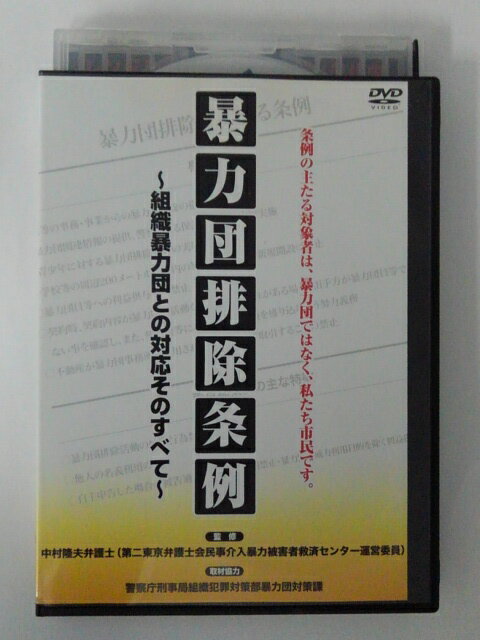 DVD
VIDEO
条例の主たる対象者は、暴力団ではなく、私たち市民です。
暴力団排除条例
～組織暴力団との対応そのすべて～
監修
中村隆夫弁護士（第二東京弁護士会民事介入暴力被害者救済センター運営委員）
取材協力
警察庁刑事局組織犯罪対策部暴力団対策課